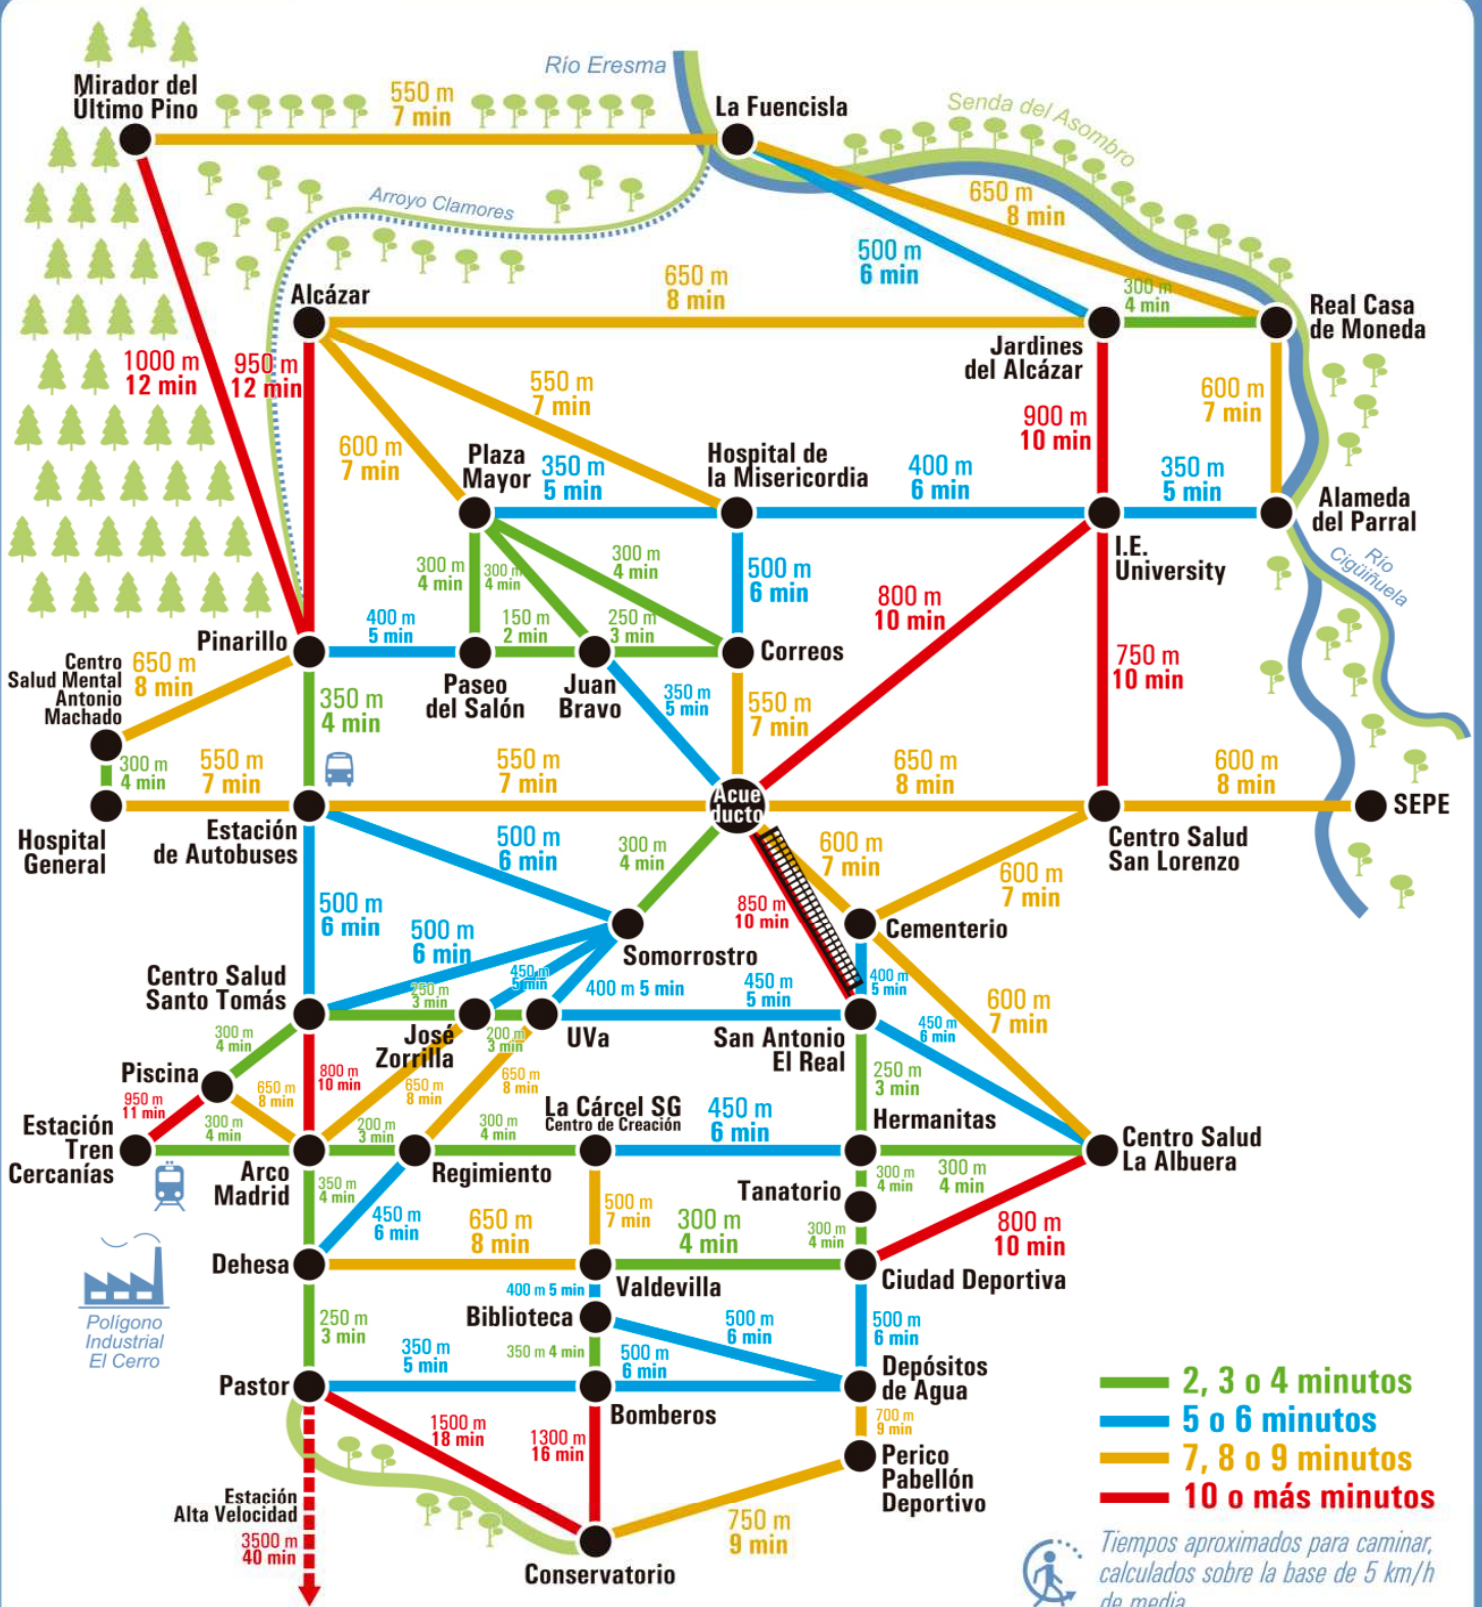 Río Eresma
Senda del Asombro
Mirador del
Último Pino
550 m
7 min
La Fuencisla
Arroyo Clamores
650 m
8 min
500 m
6 min
650 m
8 min
300 m
4 min
Alcázar
Real Casa
de Moneda
Jardines
del Alcázar
1000 m
12 min
950 m
12 min
550 m
7 min
600 m
7 min
900 m
10 min
600 m
7 min
Plaza
Mayor
350 m
5 min
Hospital de
la Misericordia
400 m
6 min
350 m
5 min
Alameda
del Parral
I.E.
University
Río
Cigüiñuela
300 m
4 min
300 m
4 min
300 m
4 min
500 m
6 min
800 m
10 min
400 m
5 min
150 m
2 min
250 m
3 min
Pinarillo
Paseo
del Salón
Juan
Bravo
Correos
750 m
10 min
Centro
Salud Mental
Antonio
Machado
650 m
8 min
350 m
4 min
350 m
5 min
550 m
7 min
300 m
4 min
550 m
7 min
550 m
7 min
650 m
8 min
600 m
8 min
Acue
ducto
SEPE
Hospital
General
Estación
de Autobuses
Centro Salud
San Lorenzo
500 m
6 min
300 m
4 min
600 m
7 min
600 m
7 min
850 m
10 min
500 m
6 min
500 m
6 min
Somorrostro
Cementerio
Centro Salud
Santo Tomás
450 m
5 min
400 m 5 min
450 m
5 min
400 m
5 min
250 m
3 min
600 m
7 min
300 m
4 min
José
Zorrilla
200 m
3 min
UVa
San Antonio
El Real
450 m
6 min
Piscina
800 m
10 min
650 m
8 min
650 m
8 min
650 m
8 min
250 m
3 min
950 m
11 min
300 m
4 min
200 m
3 min
300 m
4 min
La Cárcel SG
Centro de Creación
450 m
6 min
Hermanitas
Estación
Tren
Cercanías
Arco
Madrid
Regimiento
Centro Salud
La Albuera
350 m
4 min
300 m
4 min
300 m
4 min
Tanatorio
450 m
6 min
650 m
8 min
500 m
7 min
300 m
4 min
300 m
4 min
800 m
10 min
Dehesa
Valdevilla
Ciudad Deportiva
400 m 5 min
Biblioteca
Polígono
Industrial
El Cerro
250 m
3 min
350 m
5 min
350 m 4 min
500 m
6 min
500 m
6 min
500 m
6 min
Depósitos
de Agua
Pastor
Bomberos
700 m
9 min
1500 m
18 min
1300 m
16 min
Perico
Pabellón
Deportivo
Estación
Alta Velocidad
3500 m
40 min
750 m
9 min
Conservatorio
2, 3 o 4 minutos
5 o 6 minutos
7, 8 o 9 minutos
10 o más minutos
Tiempos aproximados para caminar,
calculados sobre la base de 5 km/h
de media